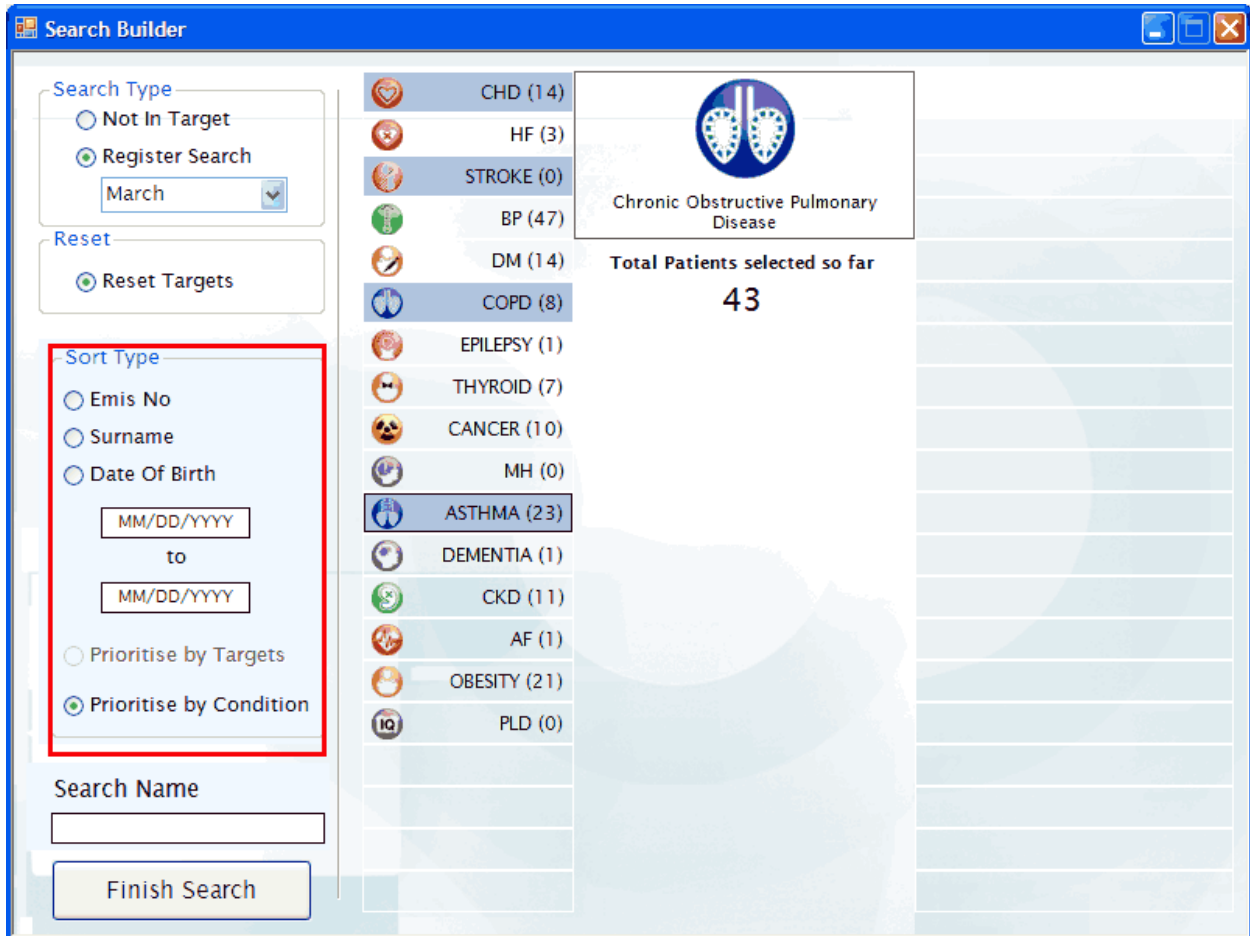 Search Builder
Search Type
Not In Target
Register Search
March
Reset
Reset Targets
Sort Type
Emis No
Surname
Date Of Birth
MM/DD/YYYY
to
MM/DD/YYYY
Prioritise by Targets
Prioritise by Condition
Search Name
Finish Search
CHD (14)
HF (3)
STROKE (0)
BP (47)
DM (14)
COPD (8)
EPILEPSY (1)
THYROID (7)
CANCER (10)
MH (0)
ASTHMA (23)
DEMENTIA (1)
CKD (11)
AF (1)
OBESITY (21)
IQ PLD (0)
Chronic Obstructive Pulmonary
Disease
Total Patients selected so far
43